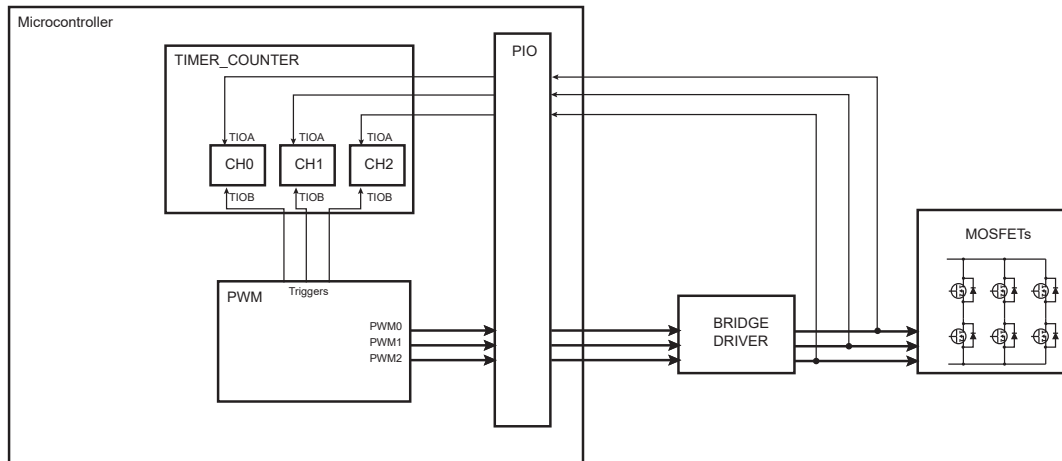 Microcontroller
PIO
TIMER_COUNTER
TIOA TIOA TIOA
CH0 CH1 CH2
TIOB TIOB TIOB
MOSFETs
Triggers
PWM
BRIDGE
DRIVER
PWM0
PWM1
PWM2